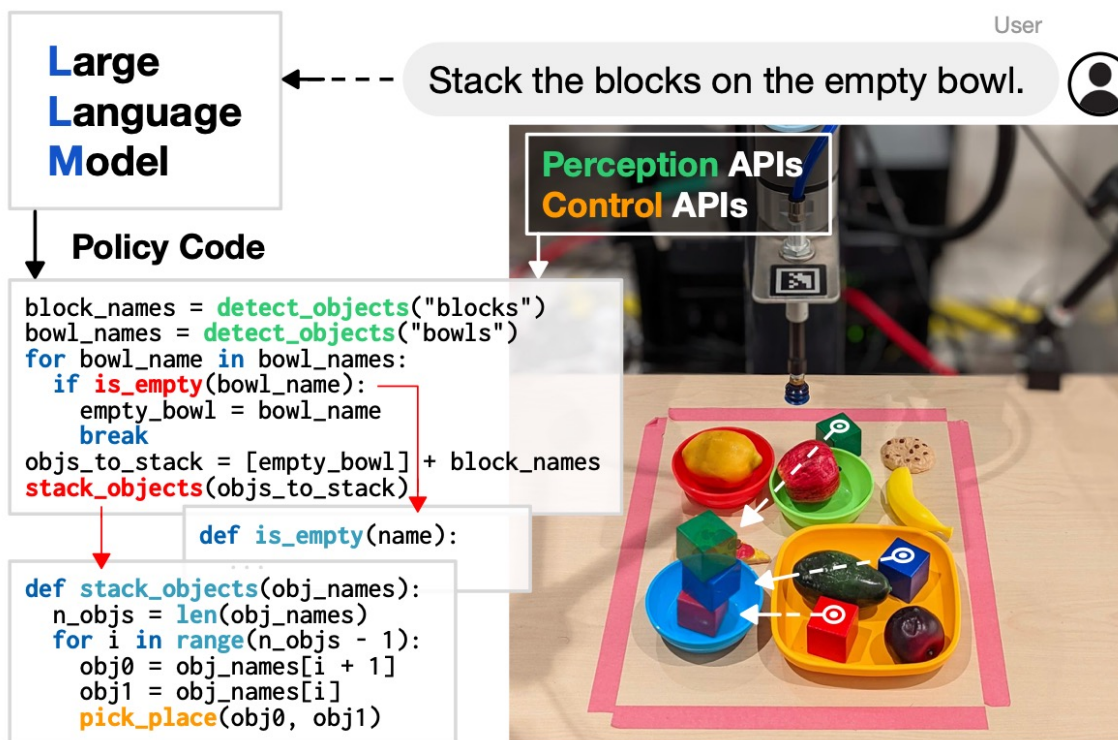 User
Stack the blocks on the empty bowl.
Large
Language
Model
Perception APIs
Control APIs
Policy Code
block_names = detect_objects("blocks")
bowl_names = detect_objects("bowls")
for bowl_name in bowl_names:
  if is_empty(bowl_name):
    empty_bowl = bowl_name
    break
objs_to_stack = [empty_bowl] + block_names
stack_objects(objs_to_stack)
def is_empty(name):
...
def stack_objects(obj_names):
  n_objs = len(obj_names)
  for i in range(n_objs - 1):
    obj0 = obj_names[i + 1]
    obj1 = obj_names[i]
    pick_place(obj0, obj1)